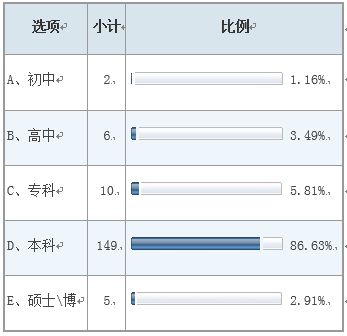 选项 小计 比例
A、初中 2 1.16%
B、高中 6 3.49%
C、专科 10 5.81%
D、本科 149 86.63%
E、硕士\博 5 2.91%